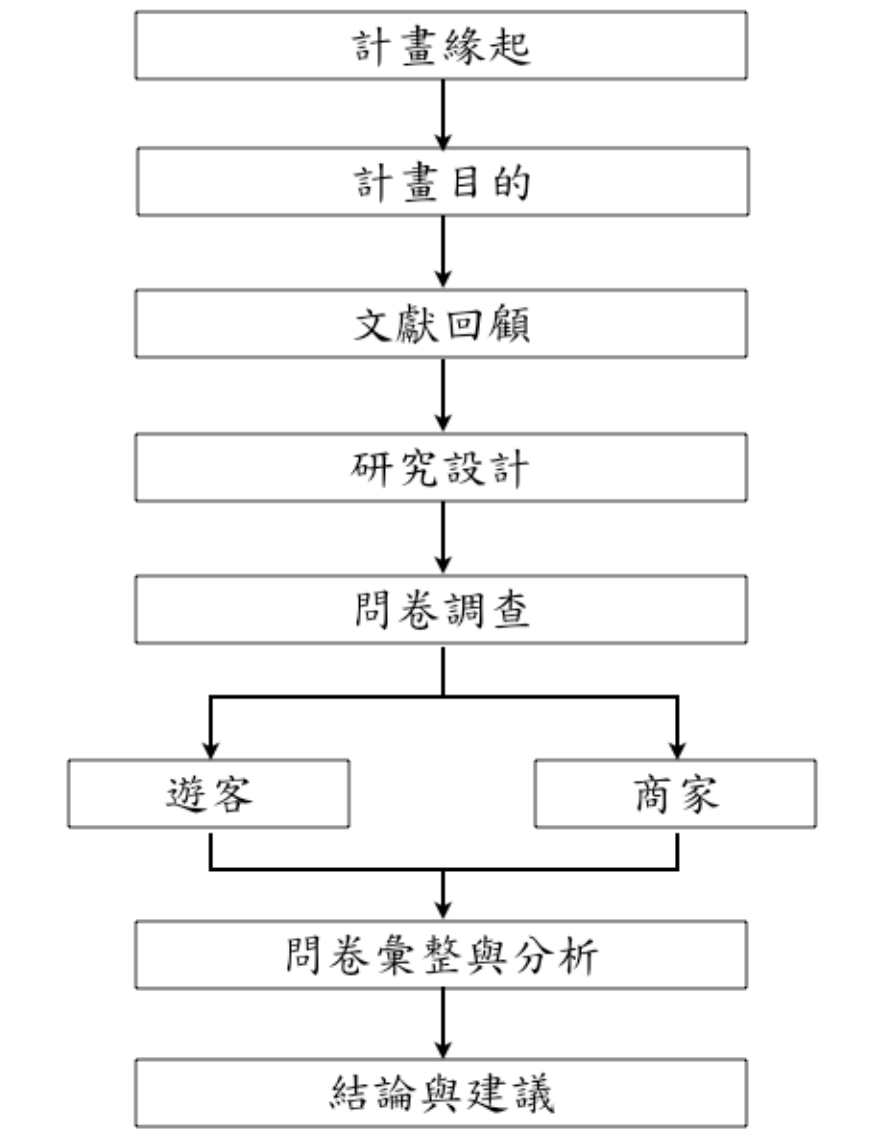 計畫緣起
計畫目的
文獻回顧
研究設計
問卷調查
遊客
商家
問卷彙整與分析
結論與建議